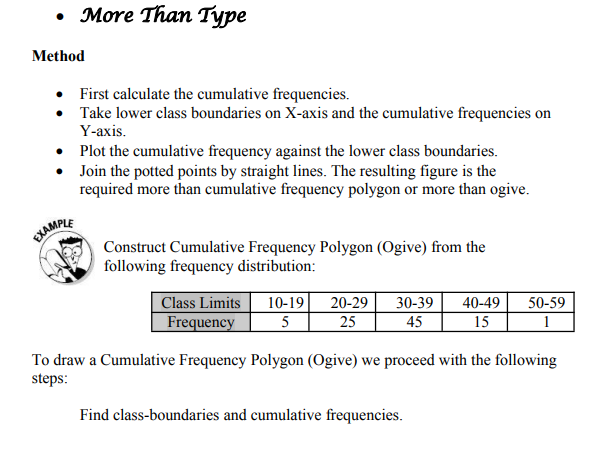 • More Than Type
Method
• First calculate the cumulative frequencies.
• Take lower class boundaries on X-axis and the cumulative frequencies on
Y-axis.
• Plot the cumulative frequency against the lower class boundaries.
• Join the potted points by straight lines. The resulting figure is the
required more than cumulative frequency polygon or more than ogive.
EXAMPLE
Construct Cumulative Frequency Polygon (Ogive) from the
following frequency distribution:
Class Limits 10-19 20-29 30-39 40-49 50-59
Frequency 5 25 45 15 1
To draw a Cumulative Frequency Polygon (Ogive) we proceed with the following
steps:
Find class-boundaries and cumulative frequencies.